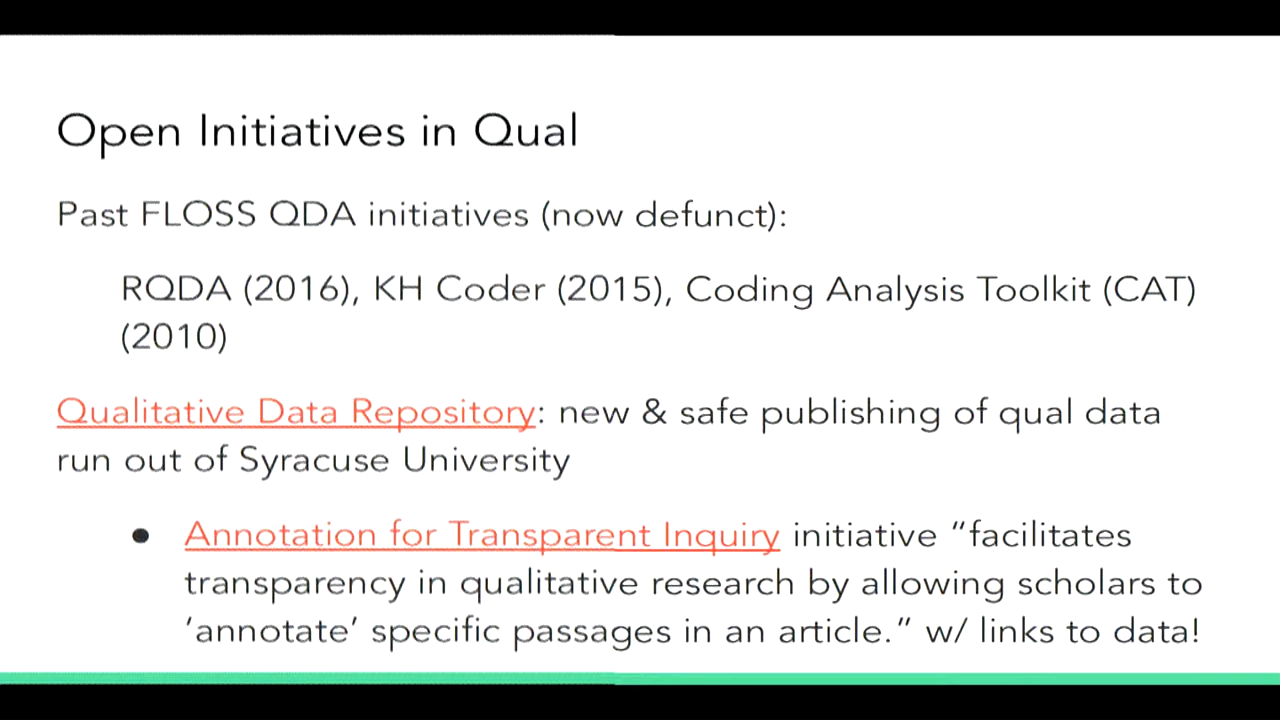 Open Initiatives in Qual
Past FLOSS QDA initiatives (now defunct):
RQDA (2016), KH Coder (2015), Coding Analysis Toolkit (CAT)
(2010)
Qualitative Data Repository: new & safe publishing of qual data
run out of Syracuse University
● Annotation for Transparent Inquiry initiative “facilitates
transparency in qualitative research by allowing scholars to
‘annotate’ specific passages in an article.” w/ links to data!